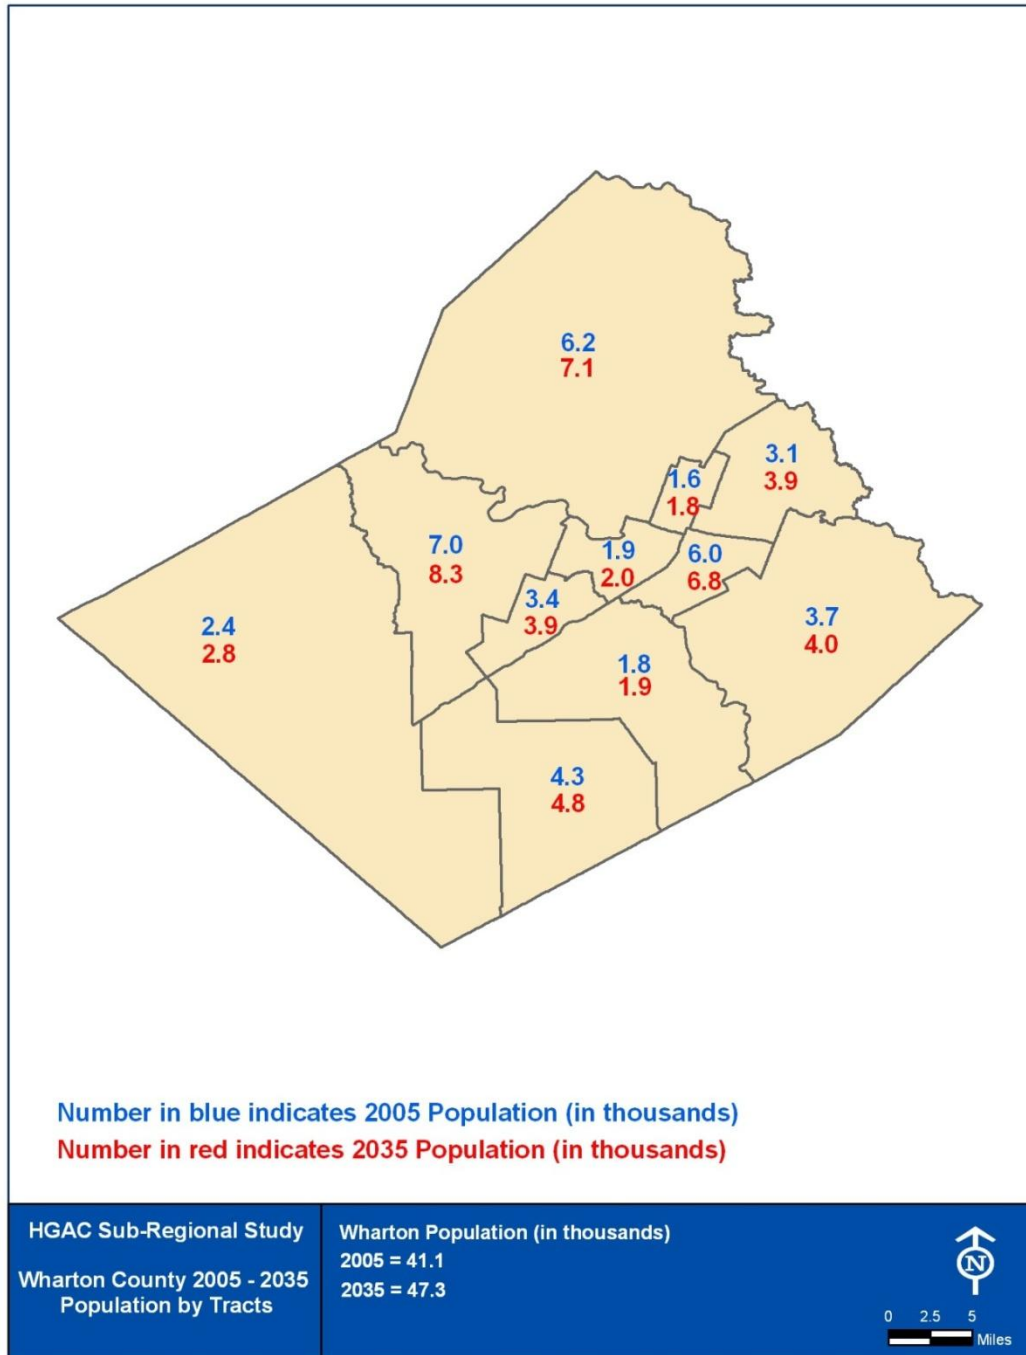 6.2
7.1
3.1
3.9
1.6
1.8
7.0
8.3
1.9
2.0
6.0
6.8
3.4
3.9
2.4
2.8
3.7
4.0
1.8
1.9
4.3
4.8
Number in blue indicates 2005 Population (in thousands)
Number in red indicates 2035 Population (in thousands)
HGAC Sub-Regional Study
Wharton County 2005 - 2035
Population by Tracts
Wharton Population (in thousands)
2005 = 41.1
2035 = 47.3
N
0 2.5 5
Miles